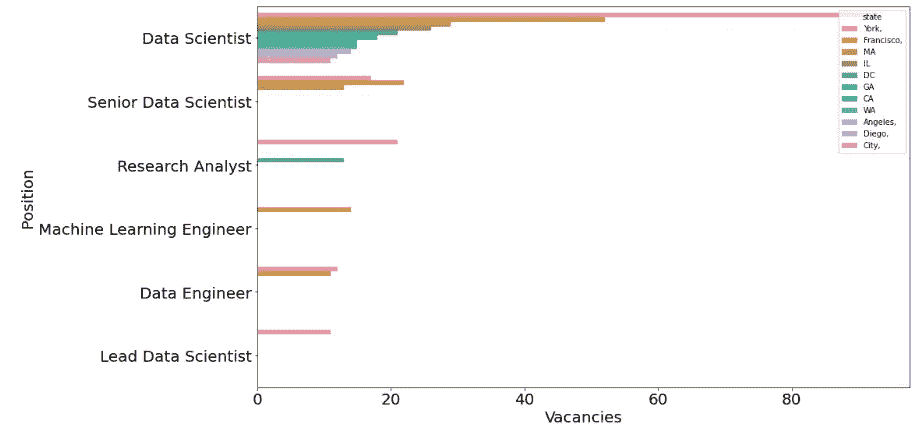 state
York,
Francisco,
MA
IL
DC
GA
CA
WA
Angeles,
Diego,
City,
Data Scientist
Senior Data Scientist
Research Analyst
Machine Learning Engineer
Data Engineer
Lead Data Scientist
Position
0 20 40 60 80
Vacancies